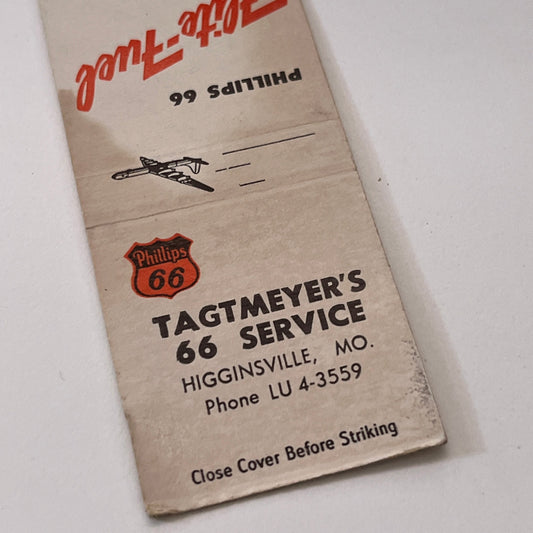 Flite-Fuel
PHILLIPS 66
Phillips
66
TAGTMEYER'S
66 SERVICE
HIGGINSVILLE, MO.
Phone LU 4-3559
Close Cover Before Striking